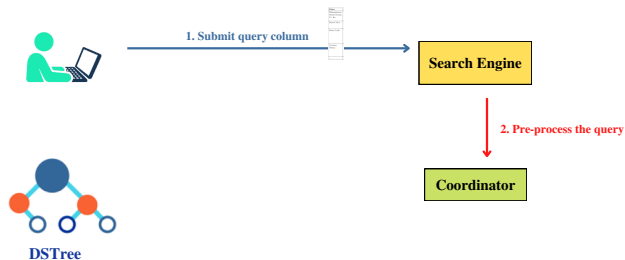 1. Submit query column
Search Engine
2. Pre-process the query
Coordinator
DSTree